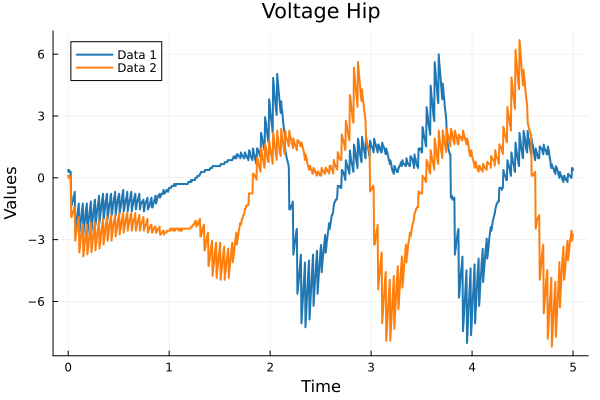 Voltage Hip
Data 1
Data 2
6
3
0
−3
−6
Values
0 1 2 3 4 5
Time